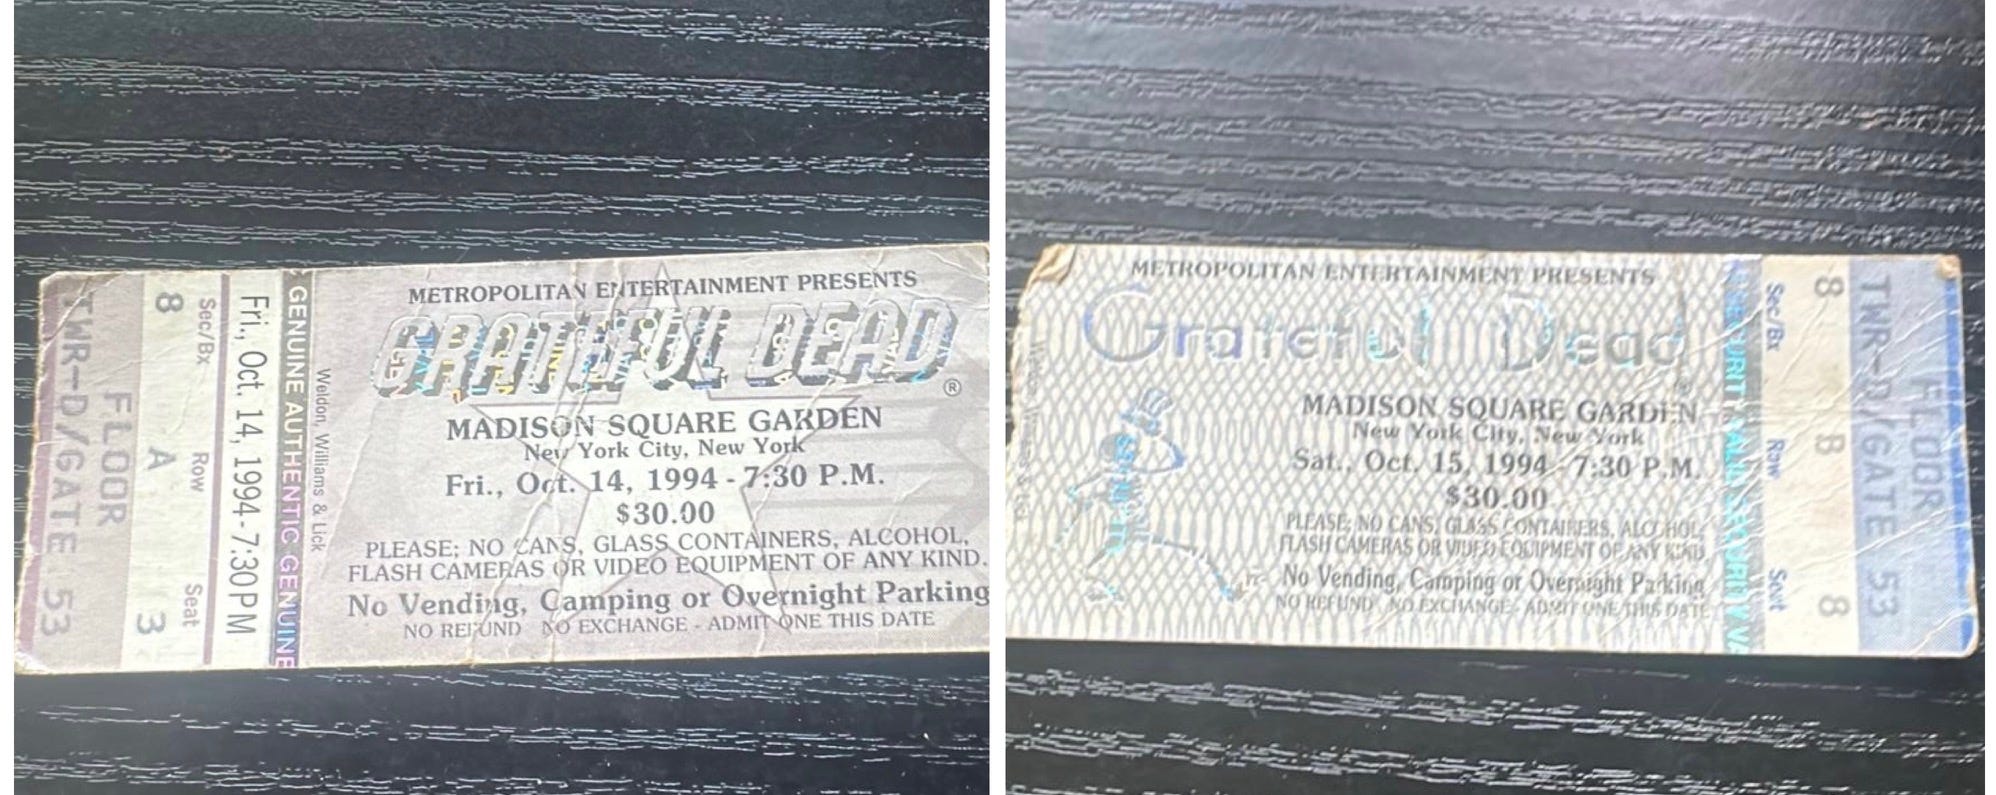 TWR-D/GATE 53
FLOOR
8 A 3
Sec/Bx Row Seat
Fri., Oct. 14, 1994-7:30PM
GENUINE AUTHENTIC GENUINE
Weldon, Williams & Lick
METROPOLITAN ENTERTAINMENT PRESENTS
GRATEFUL DEAD®
MADISON SQUARE GARDEN
New York City, New York
Fri., Oct. 14, 1994 - 7:30 P.M.
$30.00
PLEASE; NO CANS, GLASS CONTAINERS, ALCOHOL,
FLASH CAMERAS OR VIDEO EQUIPMENT OF ANY KIND.
No Vending, Camping or Overnight Parking
NO REFUND NO EXCHANGE - ADMIT ONE THIS DATE
METROPOLITAN ENTERTAINMENT PRESENTS
Grateful Dead
MADISON SQUARE GARDEN
New York City, New York
Sat., Oct. 15, 1994 - 7:30 P.M.
$30.00
PLEASE; NO CANS, GLASS CONTAINERS, ALCOHOL,
FLASH CAMERAS OR VIDEO EQUIPMENT OF ANY KIND.
No Vending, Camping or Overnight Parking
NO REFUND NO EXCHANGE - ADMIT ONE THIS DATE
Sec/Bx Row Seat
8 B 8
TWR-D/GATE 53
FLOOR